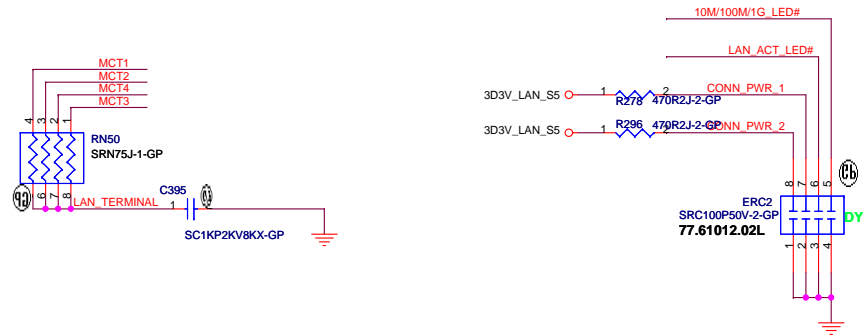 10M/100M/1G_LED#
LAN_ACT_LED#
MCT1
MCT2
MCT4
MCT3
4 3 2 1
RN50
SRN75J-1-GP
5 6 7 8
LAN_TERMINAL
C395
1 2
SC1KP2KV8KX-GP
3D3V_LAN_S5 1 2 CONN_PWR_1
R278 470R2J-2-GP
3D3V_LAN_S5 1 2 CONN_PWR_2
R296 470R2J-2-GP
8 7 6 5
ERC2
SRC100P50V-2-GP
77.61012.02L
DY
1 2 3 4